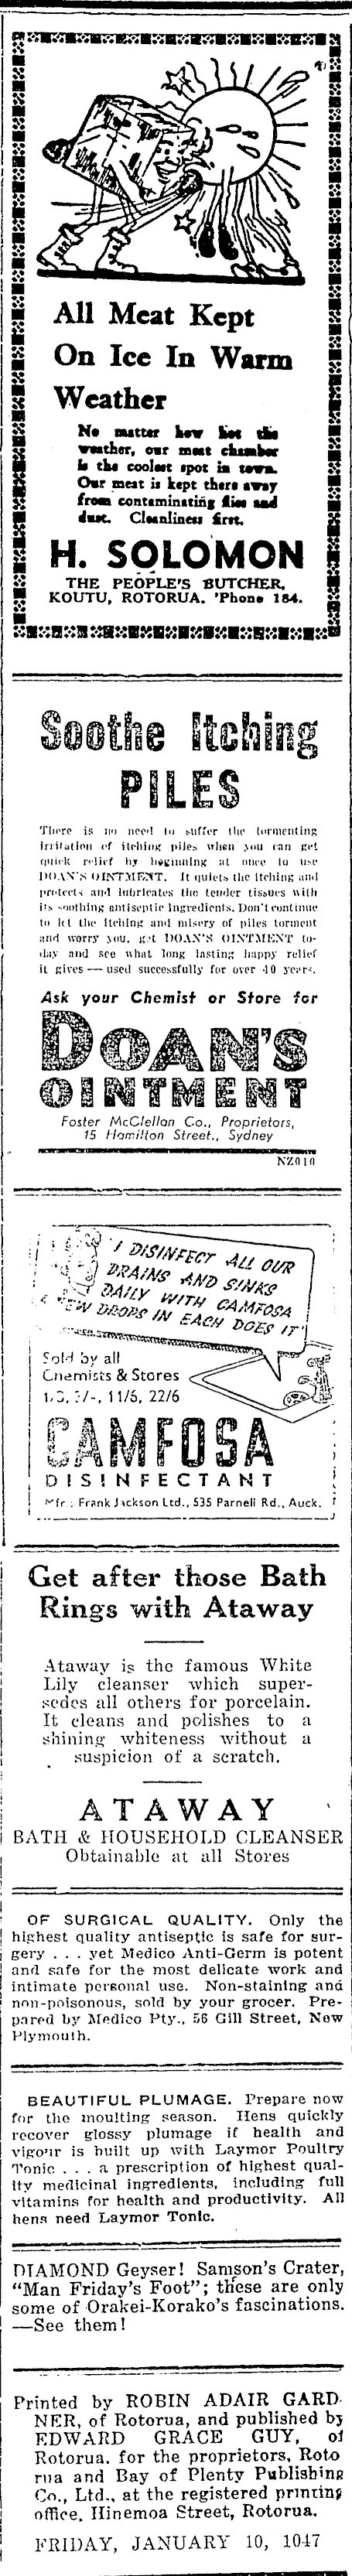 All Meat Kept
On Ice In Warm
Weather
No matter how hot the
weather, our meat chamber
is the coolest spot in town.
Our meat is kept there away
from contaminating flies and
dust. Cleanliness first.
H. SOLOMON
THE PEOPLE'S BUTCHER,
KOUTU, ROTORUA. 'Phone 184.
Soothe Itching
PILES
There is no need to suffer the tormenting
irritation of itching piles when you can get
quick relief by beginning at once to use
DOAN'S OINTMENT. It quiets the itching and
protects and lubricates the tender tissues with
its soothing antiseptic ingredients. Don't continue
to let the itching and misery of piles torment
and worry you, get DOAN'S OINTMENT to-
day and see what long lasting happy relief
it gives — used successfully for over 40 years.
Ask your Chemist or Store for
DOAN'S
OINTMENT
Foster McClellan Co., Proprietors,
15 Hamilton Street., Sydney
NZ010
I DISINFECT ALL OUR
DRAINS AND SINKS
DAILY WITH CAMFOSA
FEW DROPS IN EACH DOES IT
Sold by all
Chemists & Stores
3/-, 11/6, 22/6
CAMFOSA
DISINFECTANT
Mfr : Frank Jackson Ltd., 535 Parnell Rd., Auck.
Get after those Bath
Rings with Ataway
Ataway is the famous White
Lily cleanser which super-
sedes all others for porcelain.
It cleans and polishes to a
shining whiteness without a
suspicion of a scratch.
ATAWAY
BATH & HOUSEHOLD CLEANSER
Obtainable at all Stores
OF SURGICAL QUALITY. Only the
highest quality antiseptic is safe for sur-
gery . . . yet Medico Anti-Germ is potent
and safe for the most delicate work and
intimate personal use. Non-staining and
non-poisonous, sold by your grocer. Pre-
pared by Medico Pty., 56 Gill Street, New
Plymouth.
BEAUTIFUL PLUMAGE. Prepare now
for the moulting season. Hens quickly
recover glossy plumage if health and
vigour is built up with Laymor Poultry
Tonic . . . a prescription of highest qual-
ity medicinal ingredients, including full
vitamins for health and productivity. All
hens need Laymor Tonic.
DIAMOND Geyser! Samson's Crater,
"Man Friday's Foot"; these are only
some of Orakei-Korako's fascinations.
—See them!
Printed by ROBIN ADAIR GARD-
NER, of Rotorua, and published by
EDWARD GRACE GUY, of
Rotorua. for the proprietors, Roto
rua and Bay of Plenty Publishing
Co., Ltd., at the registered printing
office, Hinemoa Street, Rotorua.
FRIDAY, JANUARY 10, 1947